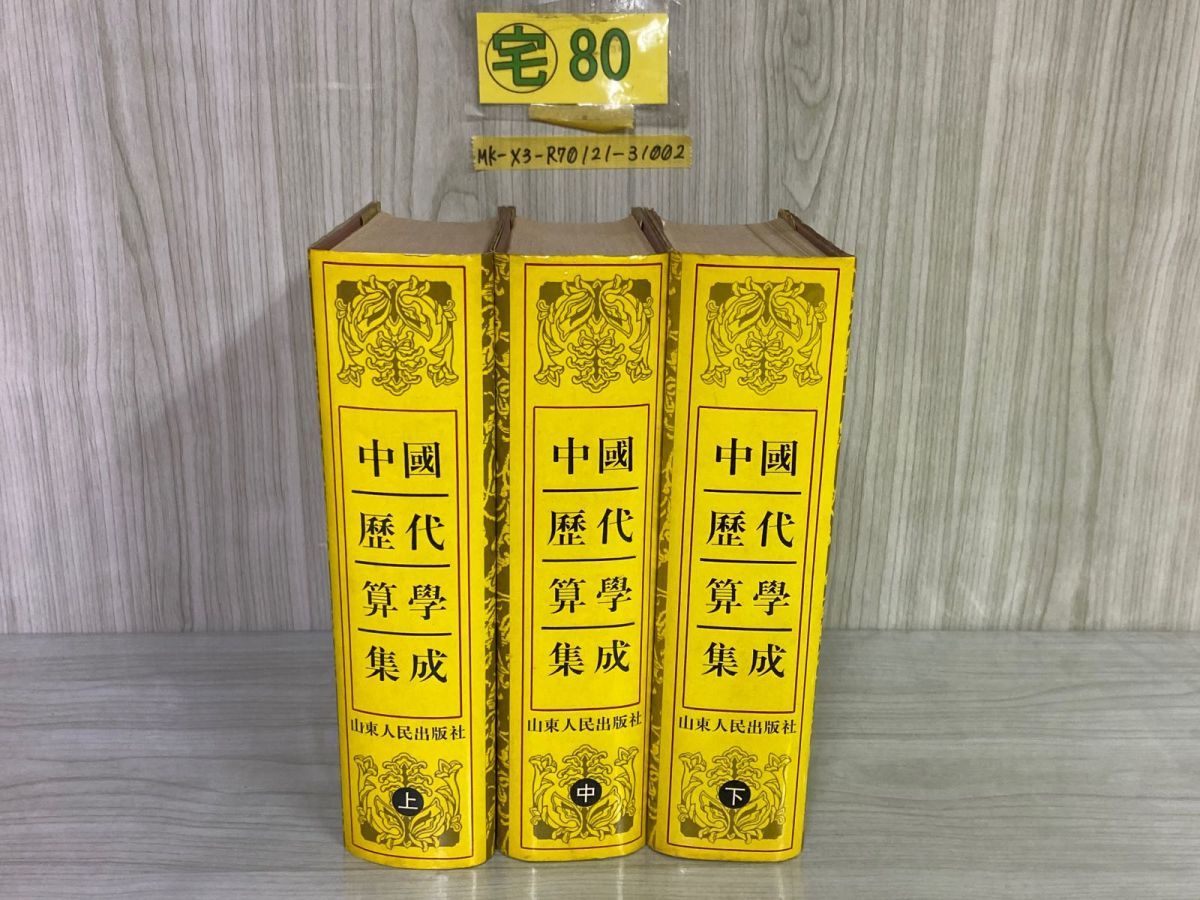 宅 80
MK-X3-R70121-31002
中國
歷代
算學
集成
山東人民出版社
上
中國
歷代
算學
集成
山東人民出版社
中
中國
歷代
算學
集成
山東人民出版社
下